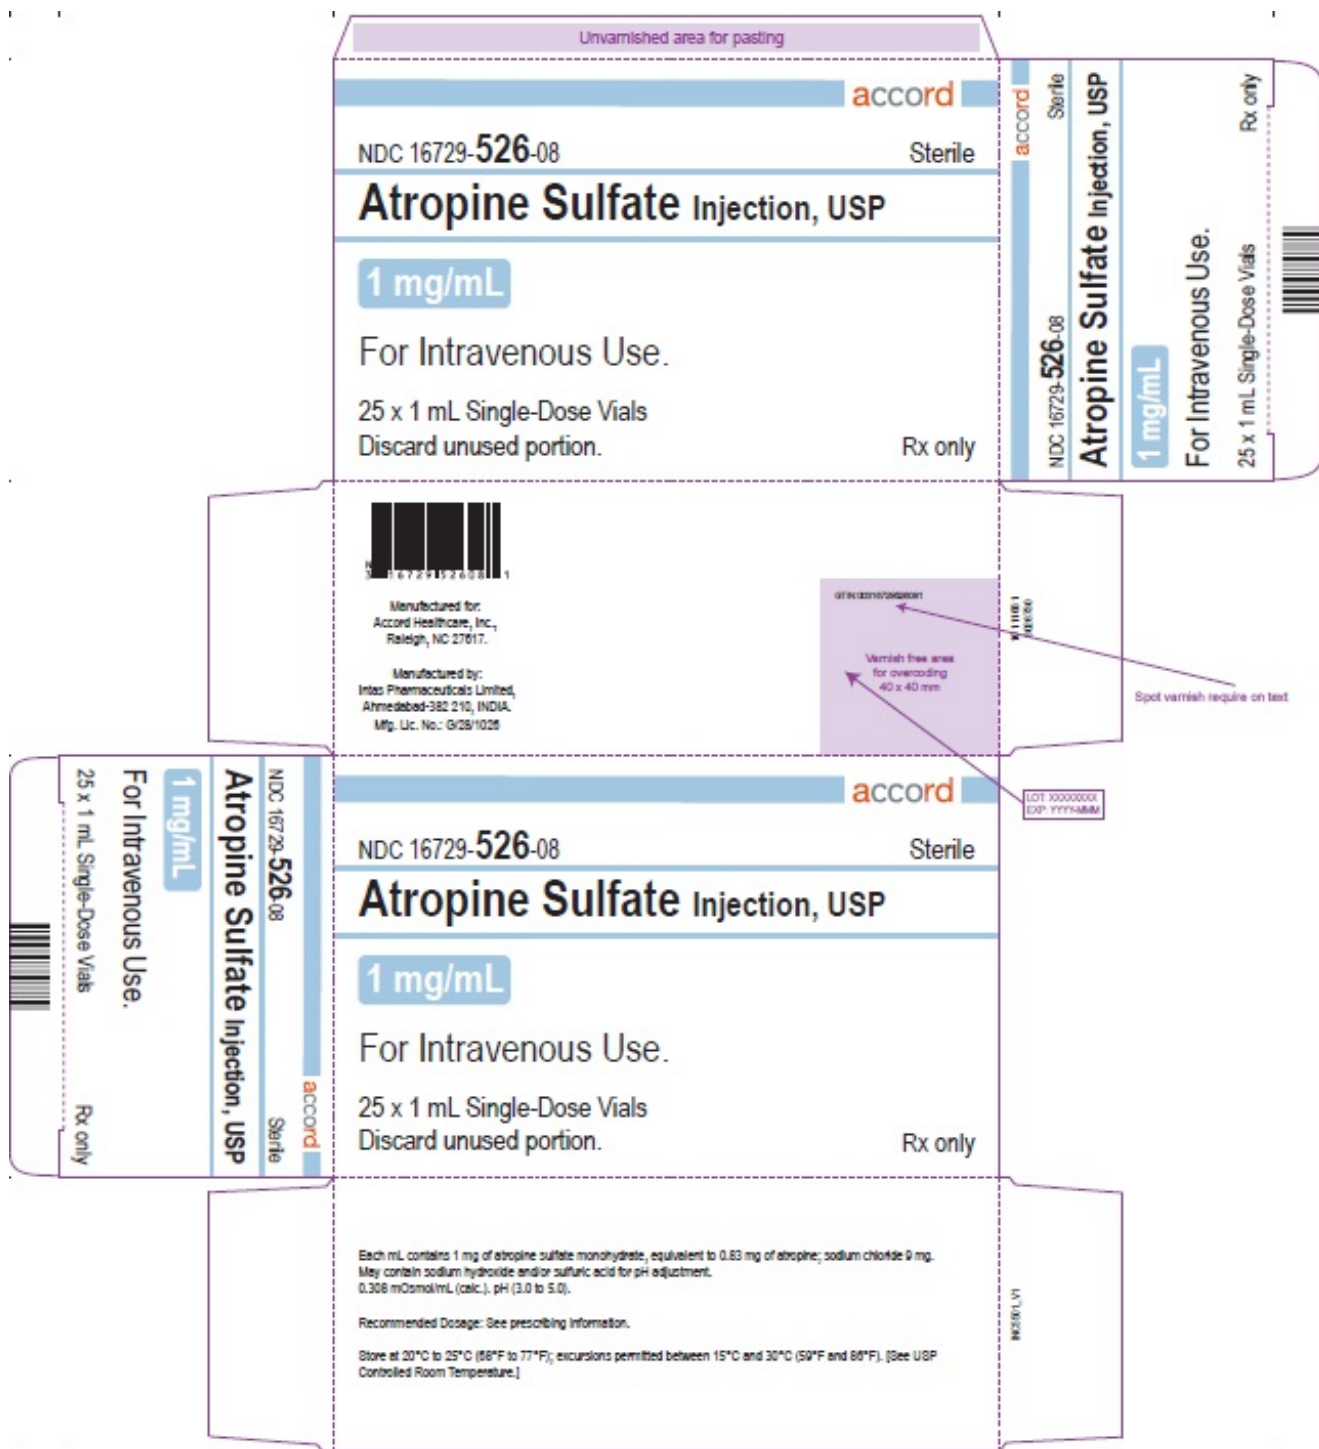 Unvarnished area for pasting
accord
NDC 16729-526-08 Sterile
Atropine Sulfate Injection, USP
1 mg/mL
For Intravenous Use.
25 x 1 mL Single-Dose Vials
Discard unused portion. Rx only
accord
NDC 16729-526-08 Sterile
Atropine Sulfate Injection, USP
1 mg/mL
For Intravenous Use.
25 x 1 mL Single-Dose Vials Rx only
N
3 16729 52608 1
Manufactured for:
Accord Healthcare, Inc.,
Raleigh, NC 27617.
Manufactured by:
Intas Pharmaceuticals Limited,
Ahmedabad-382 210, INDIA.
Mfg. Lic. No.: G/28/1026
Varnish free area
for overcoding
40 x 40 mm
Spot varnish require on text
LOT: XXXXXXXX
EXP: YYYY-MMM
accord
NDC 16729-526-08 Sterile
Atropine Sulfate Injection, USP
1 mg/mL
For Intravenous Use.
25 x 1 mL Single-Dose Vials Rx only
accord
NDC 16729-526-08 Sterile
Atropine Sulfate Injection, USP
1 mg/mL
For Intravenous Use.
25 x 1 mL Single-Dose Vials
Discard unused portion. Rx only
Each mL contains 1 mg of atropine sulfate monohydrate, equivalent to 0.83 mg of atropine; sodium chloride 9 mg.
May contain sodium hydroxide and/or sulfuric acid for pH adjustment.
0.308 mOsmol/mL (calc.). pH (3.0 to 5.0).
Recommended Dosage: See prescribing information.
Store at 20°C to 25°C (68°F to 77°F); excursions permitted between 15°C and 30°C (59°F and 86°F). [See USP
Controlled Room Temperature.]